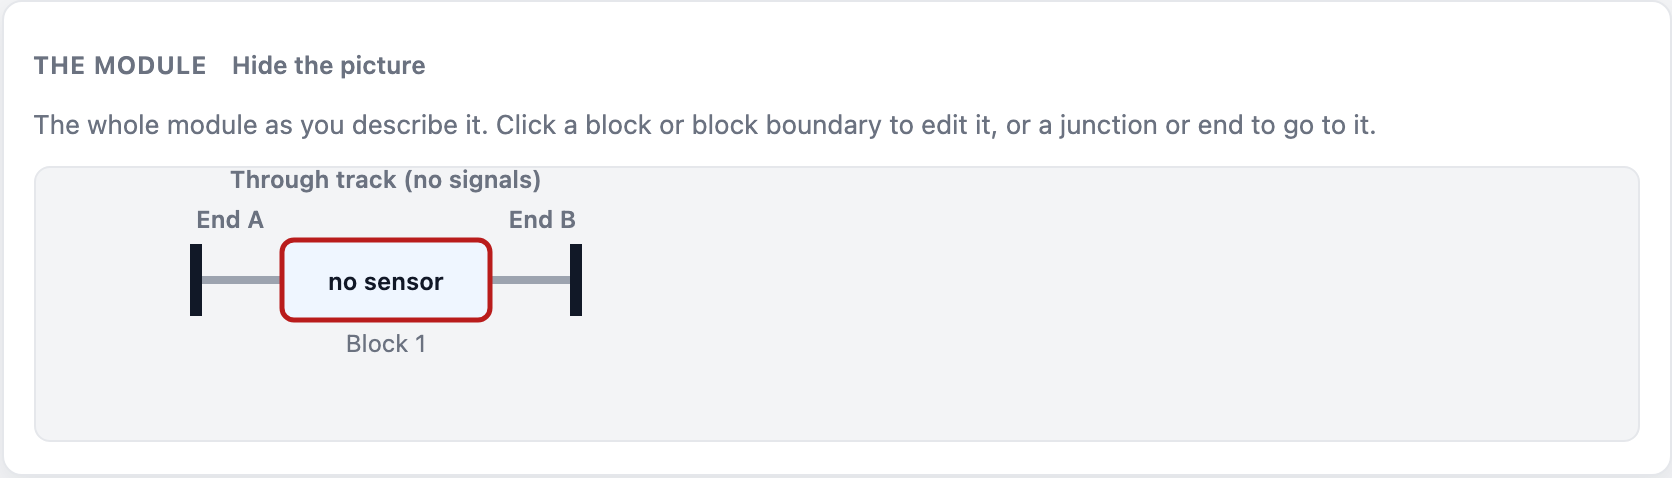 THE MODULE Hide the picture
The whole module as you describe it. Click a block or block boundary to edit it, or a junction or end to go to it.
Through track (no signals)
End A End B
no sensor
Block 1